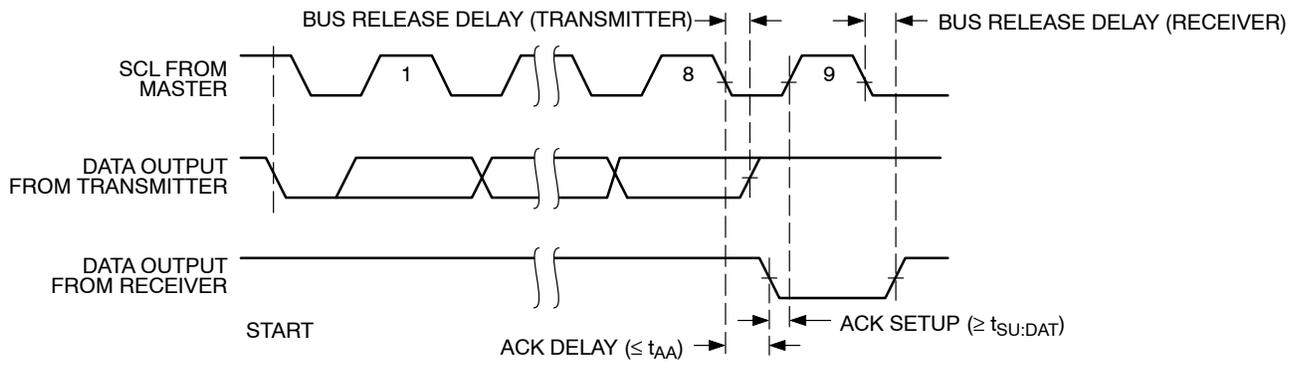 BUS RELEASE DELAY (TRANSMITTER)
BUS RELEASE DELAY (RECEIVER)
SCL FROM
MASTER
1
8
9
DATA OUTPUT
FROM TRANSMITTER
DATA OUTPUT
FROM RECEIVER
START
ACK SETUP (≥ tSU:DAT)
ACK DELAY (≤ tAA)